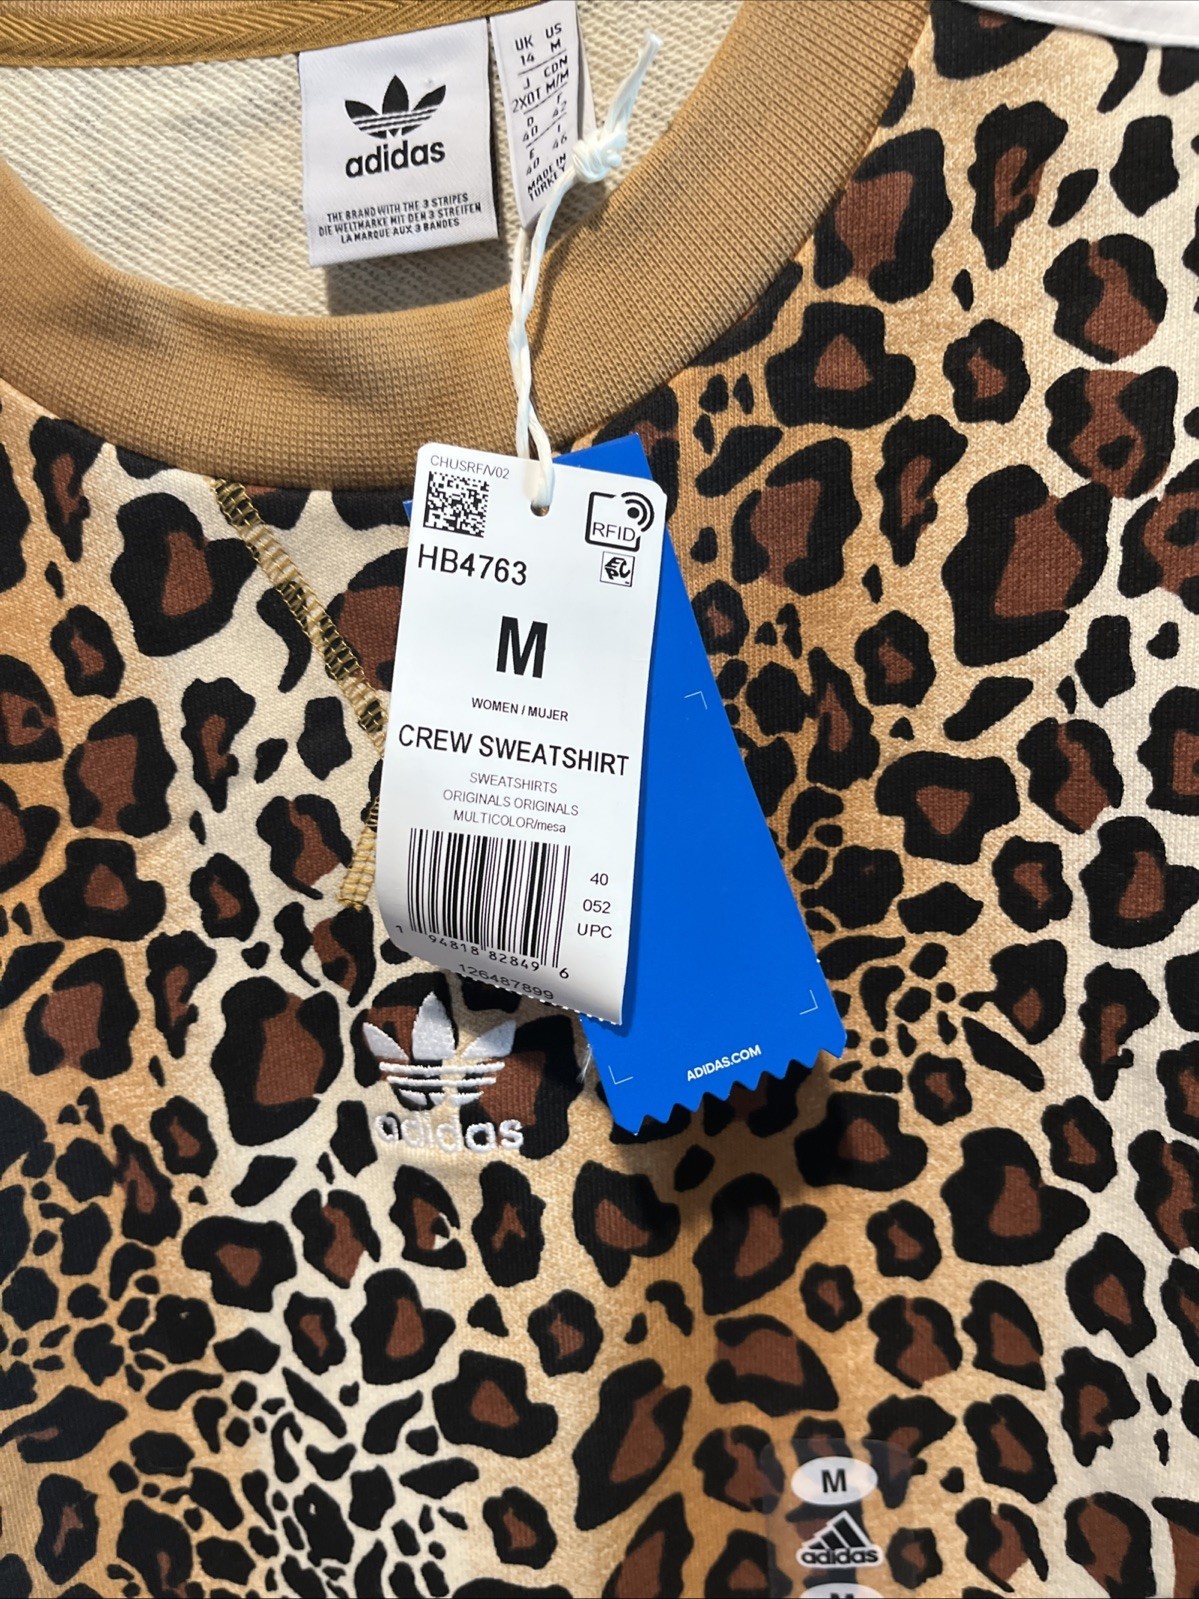 adidas
THE BRAND WITH THE 3 STRIPES
DIE WELTMARKE MIT DEN 3 STREIFEN
LA MARQUE AUX 3 BANDES
UK US
14 M
J CDN
2XOT M/M
D F
40 42
E I
40 46
MADE IN
TURKEY
CHUSRF/V02
RFID
HB4763
M
WOMEN / MUJER
CREW SWEATSHIRT
SWEATSHIRTS
ORIGINALS ORIGINALS
MULTICOLOR/mesa
40
052
UPC
1 94818 82849 6
126487899
ADIDAS.COM
adidas
M
adidas
M